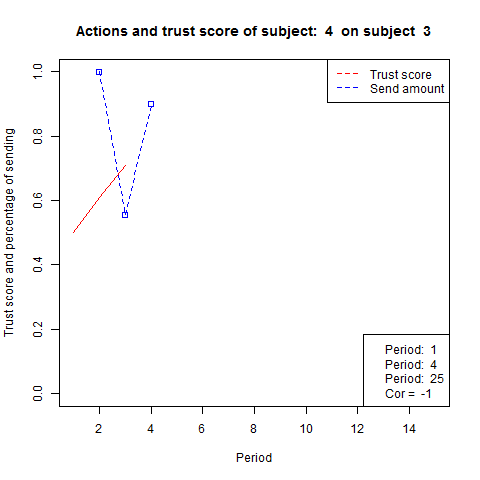 Actions and trust score of subject:  4  on subject  3
Trust score
Send amount
Trust score and percentage of sending
1.0
0.8
0.6
0.4
0.2
0.0
Period:  1
Period:  4
Period:  25
Cor =  -1
2 4 6 8 10 12 14
Period